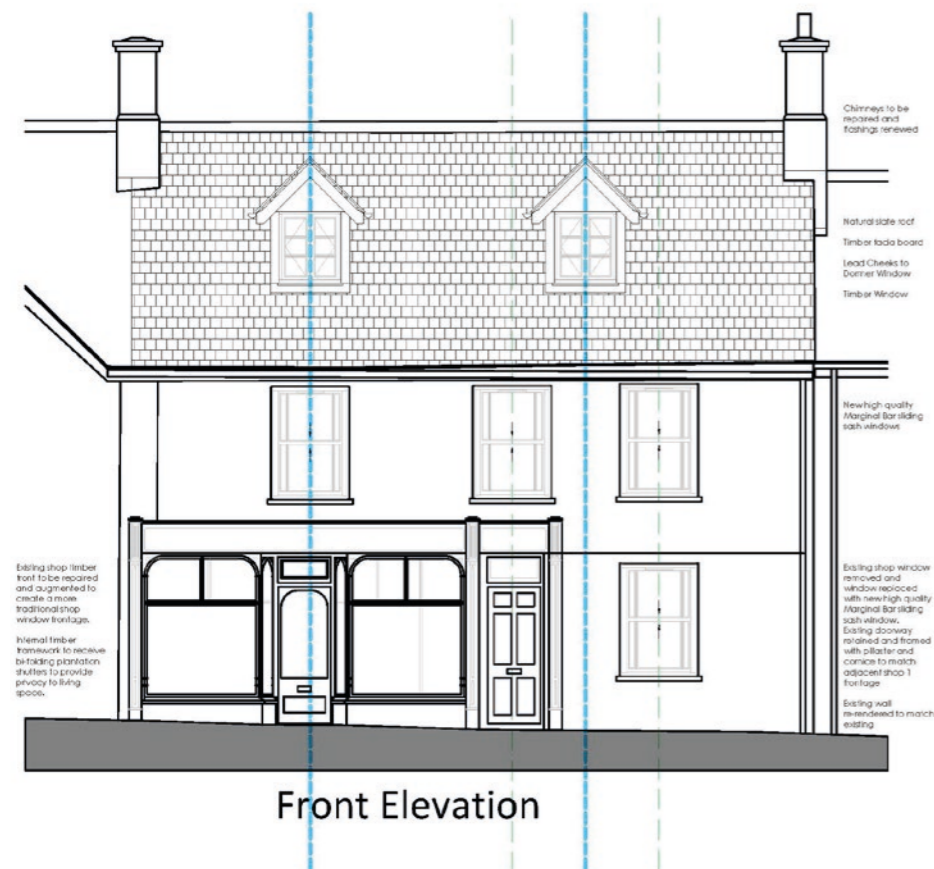 Chimneys to be
repaired and
flashings renewed
Natural slate roof
Timber facia board
Lead Cheeks to
Dormer Window
Timber Window
New high quality
Marginal Bar sliding
sash windows
Existing shop timber
front to be repaired
and augmented to
create a more
traditional shop
window frontage.
Internal timber
framework to receive
bi-folding plantation
shutters to provide
privacy to living
space.
Existing shop window
removed and
window replaced
with new high quality
Marginal Bar sliding
sash window.
Existing doorway
retained and framed
with pillaster and
cornice to match
adjacent shop 1
frontage
Existing wall
re-rendered to match
existing
Front Elevation